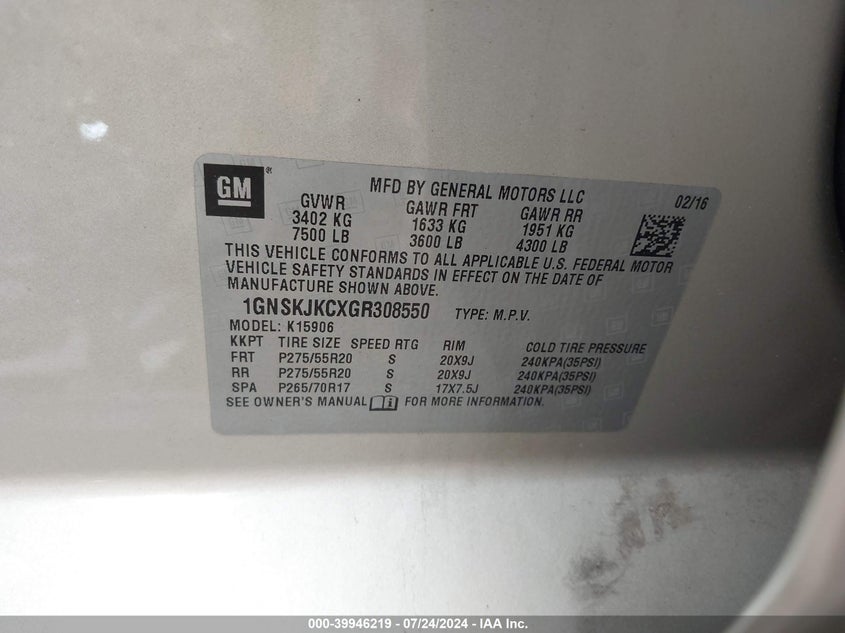 GM®
MFD BY GENERAL MOTORS LLC 02/16
GVWR GAWR FRT GAWR RR
3402 KG 1633 KG 1951 KG
7500 LB 3600 LB 4300 LB
THIS VEHICLE CONFORMS TO ALL APPLICABLE U.S. FEDERAL MOTOR
VEHICLE SAFETY STANDARDS IN EFFECT ON THE DATE OF
MANUFACTURE SHOWN ABOVE.
1GNSKJKCXGR308550 TYPE: M.P.V.
MODEL: K15906
KKPT TIRE SIZE SPEED RTG RIM COLD TIRE PRESSURE
FRT P275/55R20 S 20X9J 240KPA(35PSI)
RR P275/55R20 S 20X9J 240KPA(35PSI)
SPA P265/70R17 S 17X7.5J 240KPA(35PSI)
SEE OWNER'S MANUAL FOR MORE INFORMATION.
000-39946219 - 07/24/2024 - IAA Inc.